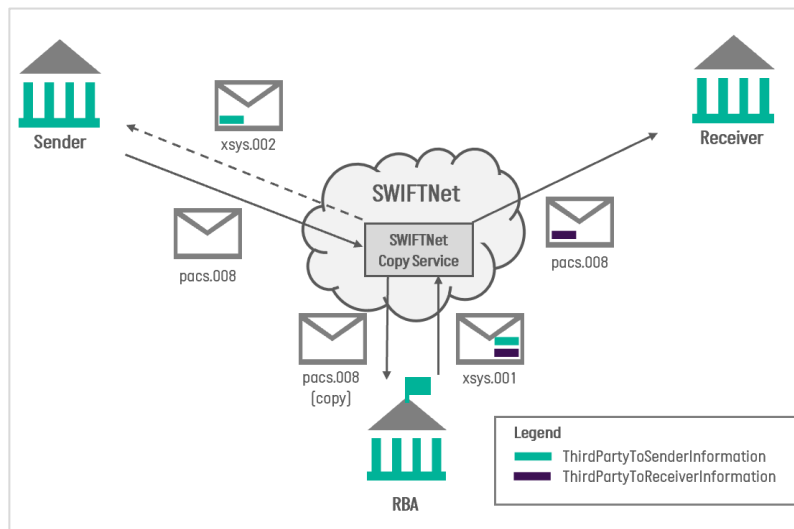 Sender
xsys.002
Receiver
SWIFTNet
SWIFTNet
Copy Service
pacs.008
pacs.008
pacs.008
(copy)
xsys.001
RBA
Legend
ThirdPartyToSenderInformation
ThirdPartyToReceiverInformation